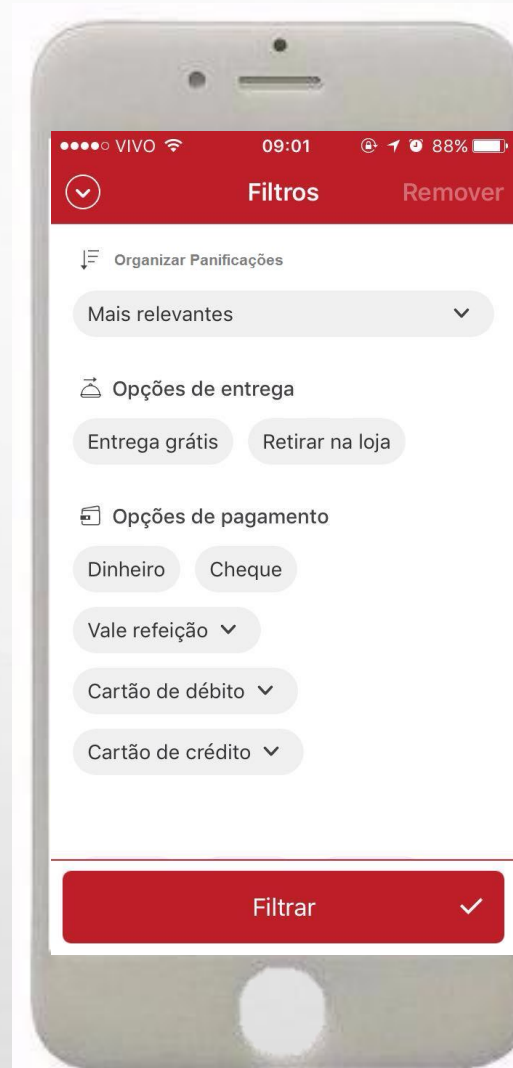 VIVO 09:01 88%
Filtros Remover
Organizar Panificações
Mais relevantes
Opções de entrega
Entrega grátis Retirar na loja
Opções de pagamento
Dinheiro Cheque
Vale refeição
Cartão de débito
Cartão de crédito
Filtrar